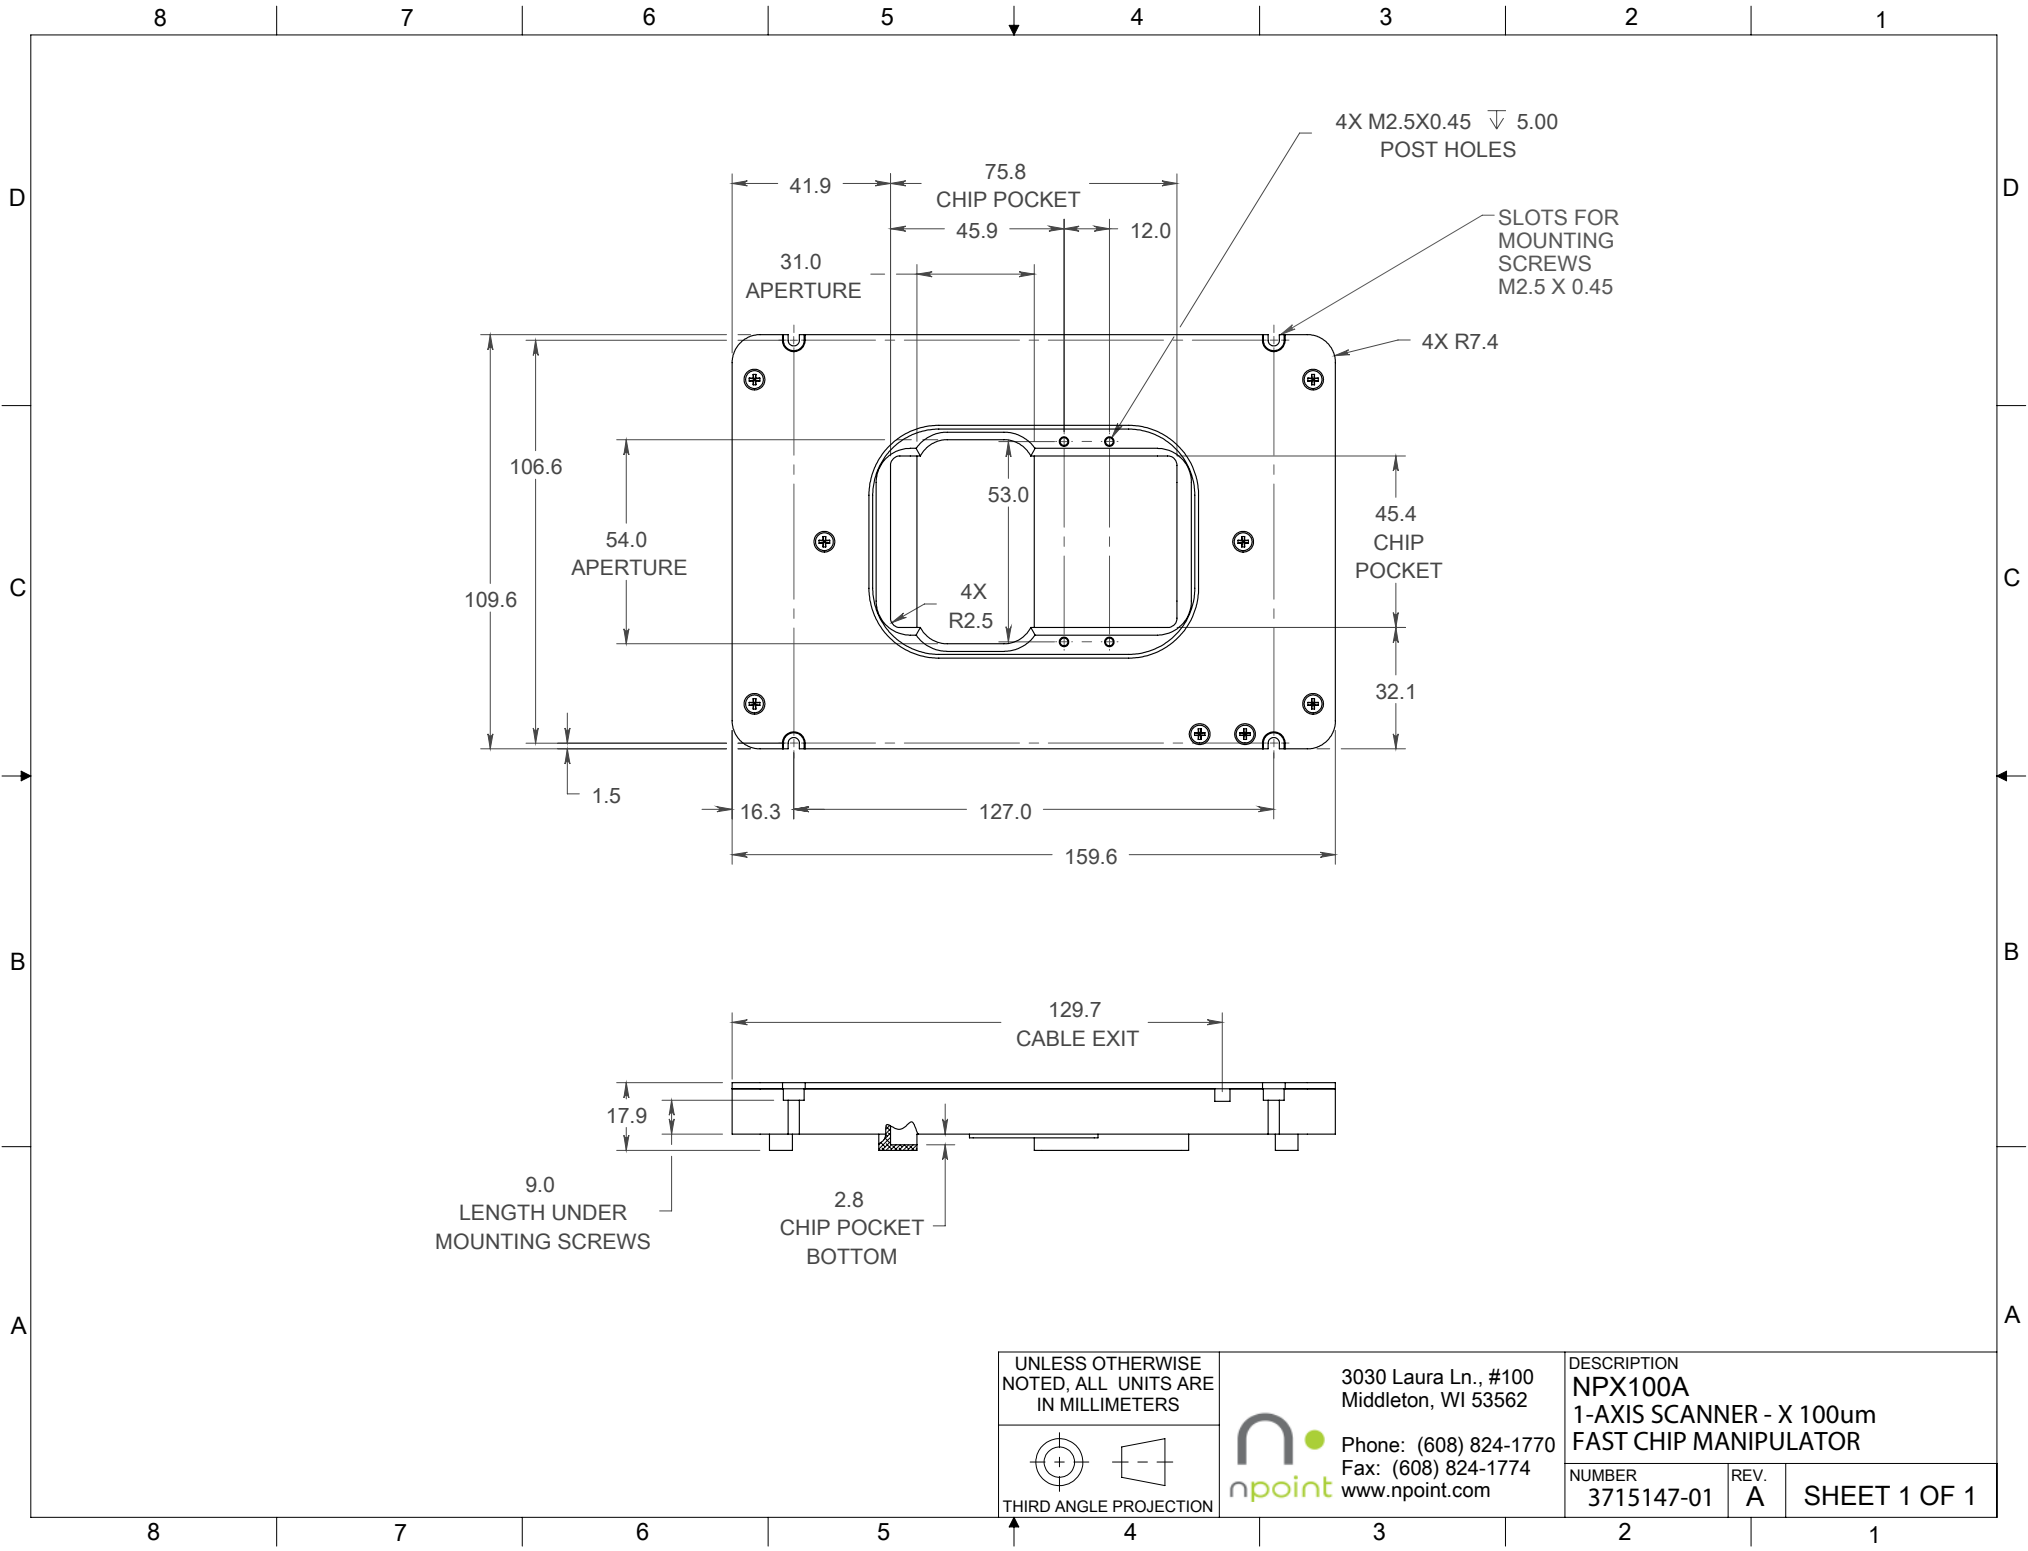 8 7 6 5 4 3 2 1
D
D
C
C
B
B
A
A
4X M2.5X0.45 ↧ 5.00
POST HOLES
75.8
CHIP POCKET
41.9
45.9
12.0
31.0
APERTURE
SLOTS FOR
MOUNTING
SCREWS
M2.5 X 0.45
4X R7.4
106.6
53.0
54.0
APERTURE
45.4
CHIP
POCKET
109.6
4X
R2.5
32.1
1.5
16.3
127.0
159.6
129.7
CABLE EXIT
17.9
9.0
LENGTH UNDER
MOUNTING SCREWS
2.8
CHIP POCKET
BOTTOM
UNLESS OTHERWISE
NOTED, ALL UNITS ARE
IN MILLIMETERS
THIRD ANGLE PROJECTION
n
npoint
3030 Laura Ln., #100
Middleton, WI 53562
Phone: (608) 824-1770
Fax: (608) 824-1774
www.npoint.com
DESCRIPTION
NPX100A
1-AXIS SCANNER - X 100um
FAST CHIP MANIPULATOR
NUMBER
3715147-01
REV.
A
SHEET 1 OF 1
8 7 6 5 4 3 2 1